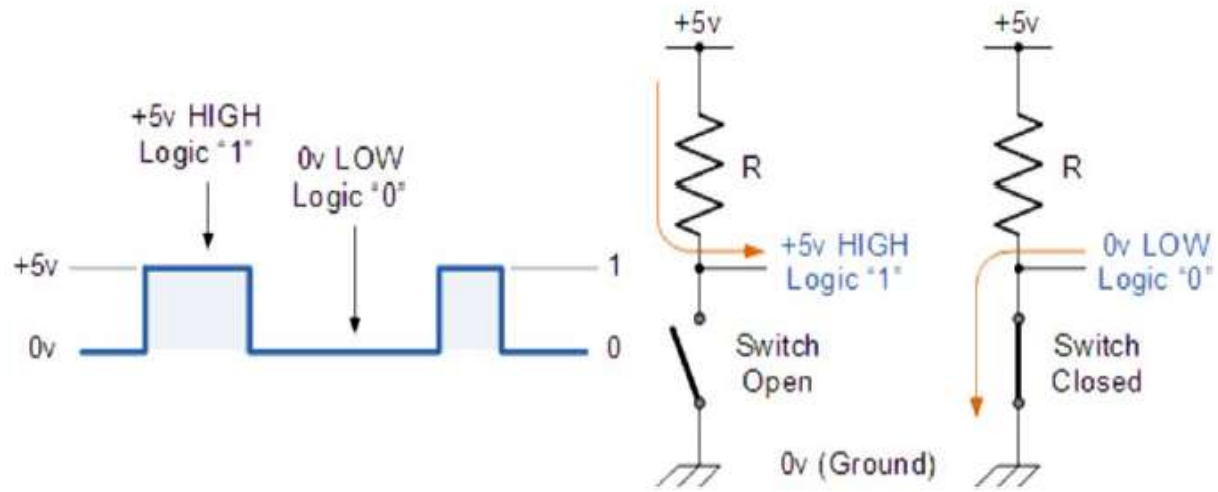 +5v HIGH
Logic "1"
0v LOW
Logic "0"
+5v
0v
1
0
+5v
R
+5v HIGH
Logic "1"
Switch
Open
0v (Ground)
+5v
R
0v LOW
Logic "0"
Switch
Closed